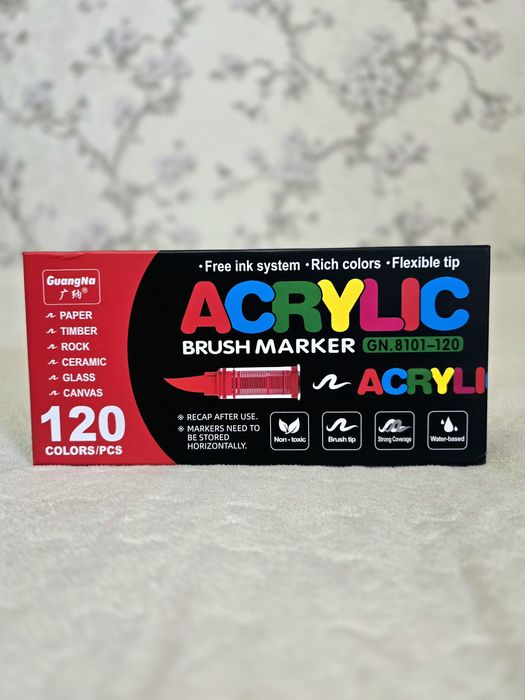 GuangNa
广纳®
PAPER
TIMBER
ROCK
CERAMIC
GLASS
CANVAS
120
COLORS/PCS
·Free ink system ·Rich colors ·Flexible tip
ACRYLIC
BRUSH MARKER GN.8101-120
ACRYLI
※ RECAP AFTER USE.
※ MARKERS NEED TO
BE STORED
HORIZONTALLY.
Non-toxic
Brush tip
Strong Coverage
Water-based